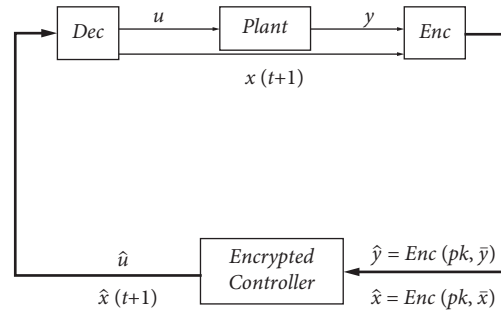 Dec
u
Plant
y
Enc
x (t+1)
û
x̂ (t+1)
Encrypted
Controller
ŷ = Enc (pk, ȳ)
x̂ = Enc (pk, x̄)